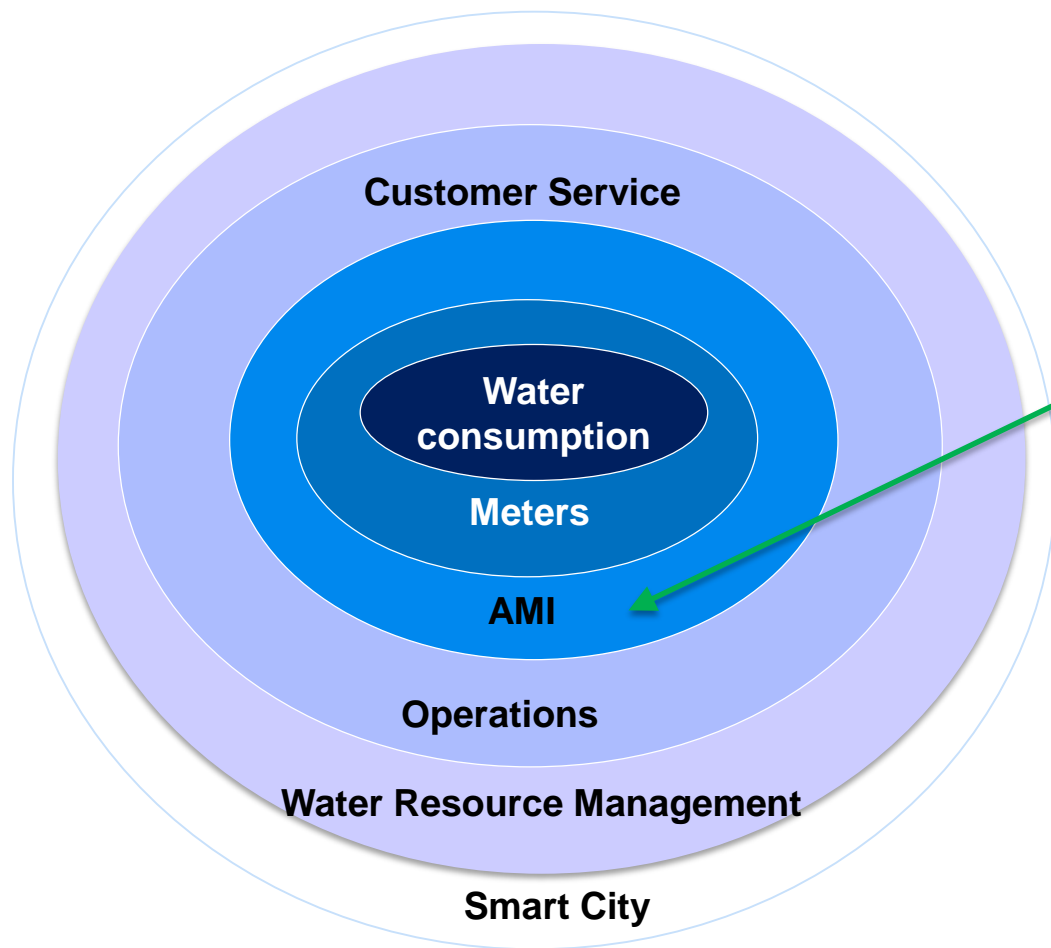 Customer Service
Water
consumption
Meters
AMI
Operations
Water Resource Management
Smart City